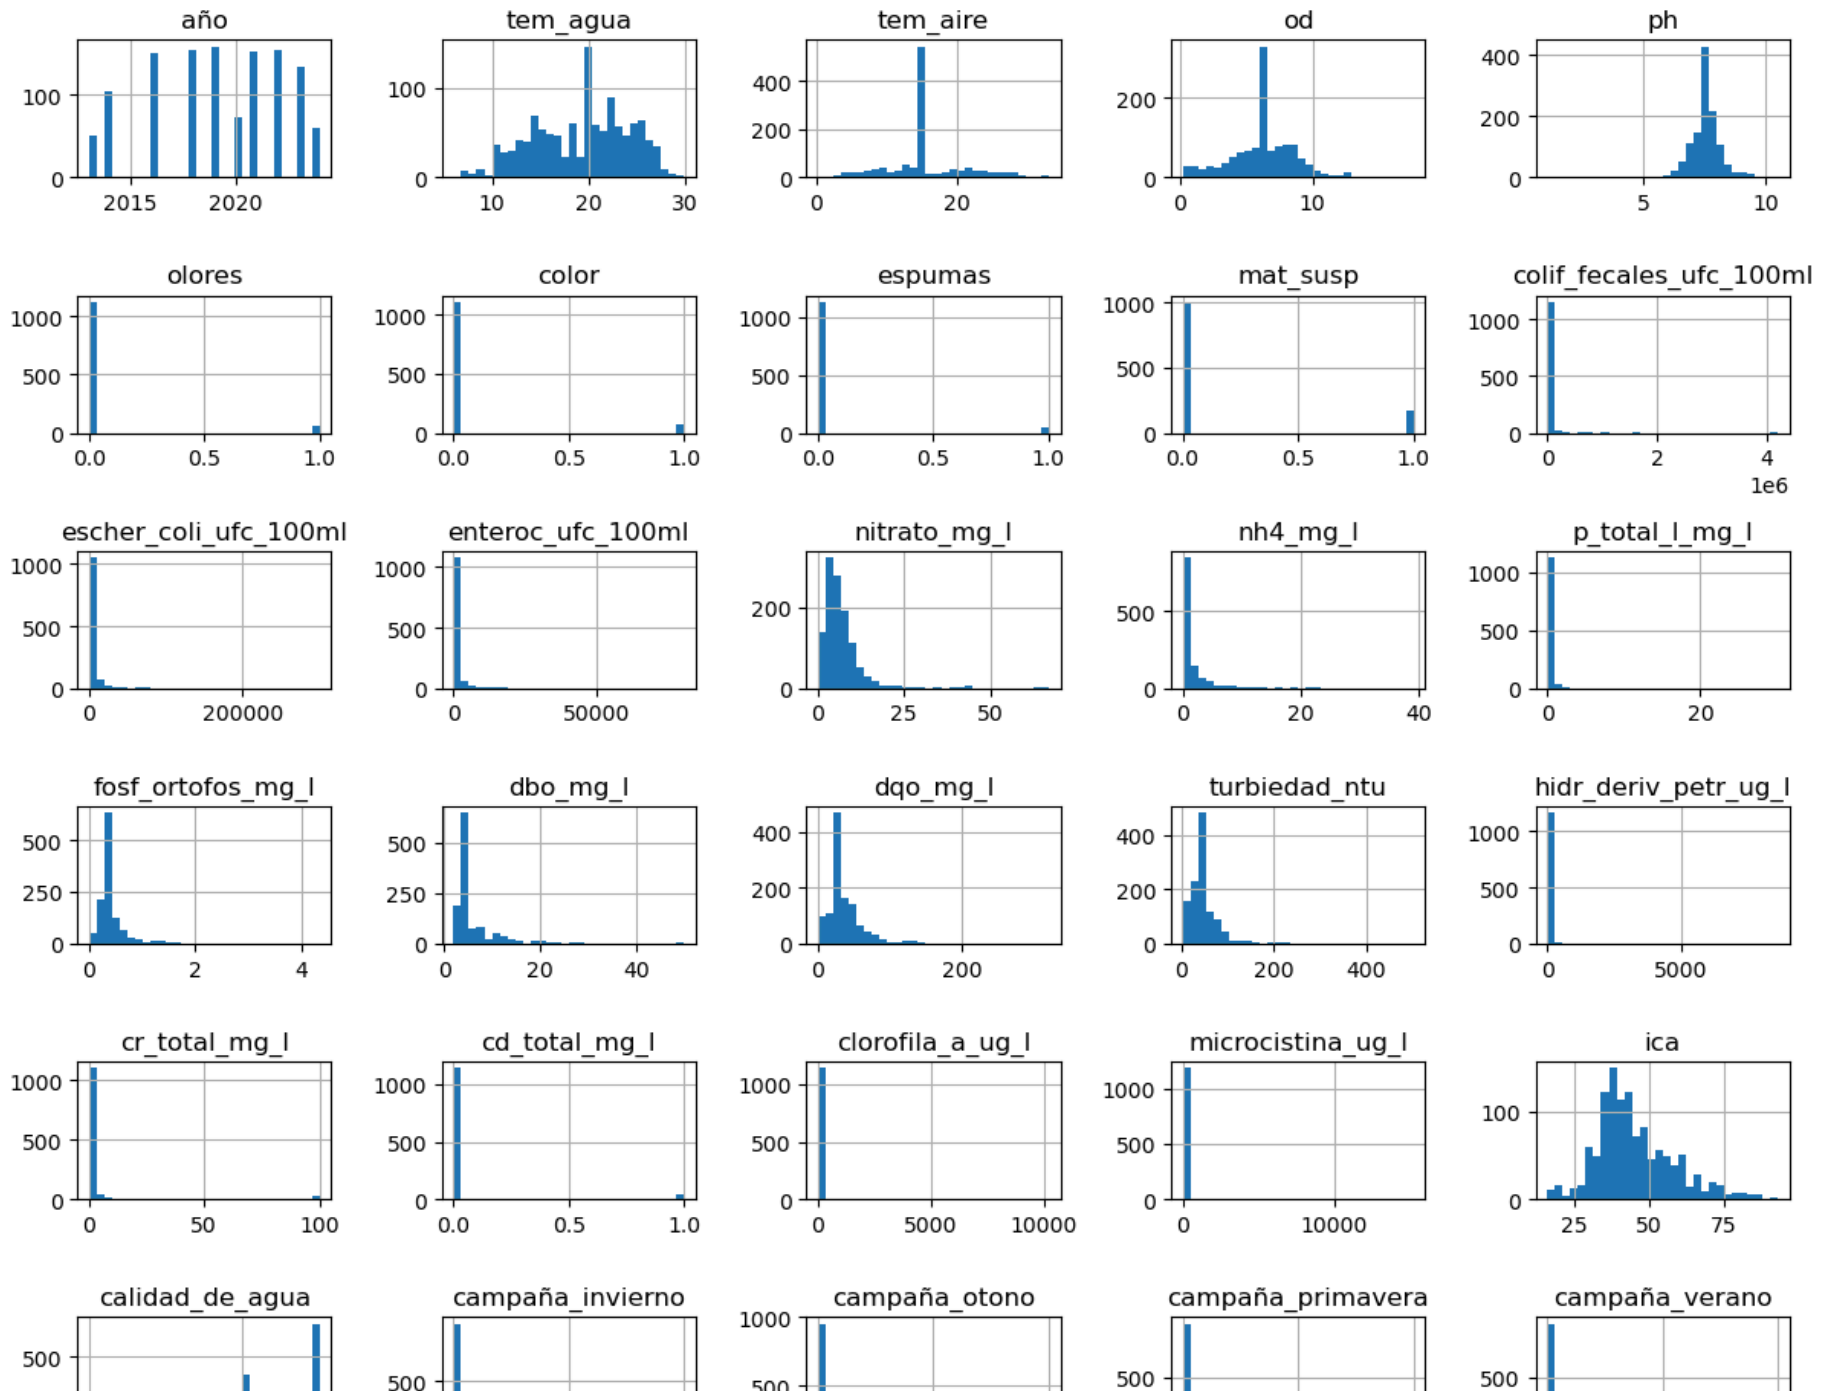 año tem_agua tem_aire od ph
100 0 2015 2020
100 0 10 20 30
400 200 0 0 20
200 0 0 10
400 200 0 5 10
olores color espumas mat_susp colif_fecales_ufc_100ml
1000 500 0 0.0 0.5 1.0
1000 500 0 0.0 0.5 1.0
1000 500 0 0.0 0.5 1.0
1000 500 0 0.0 0.5 1.0
1000 500 0 0 2 4 1e6
escher_coli_ufc_100ml enteroc_ufc_100ml nitrato_mg_l nh4_mg_l p_total_l_mg_l
1000 500 0 0 200000
1000 500 0 0 50000
200 0 0 25 50
500 0 0 20 40
1000 500 0 0 20
fosf_ortofos_mg_l dbo_mg_l dqo_mg_l turbiedad_ntu hidr_deriv_petr_ug_l
500 250 0 0 2 4
500 250 0 0 20 40
400 200 0 0 200
400 200 0 0 200 400
1000 500 0 0 5000
cr_total_mg_l cd_total_mg_l clorofila_a_ug_l microcistina_ug_l ica
1000 500 0 0 50 100
1000 500 0 0.0 0.5 1.0
1000 500 0 0 5000 10000
1000 500 0 0 10000
100 0 25 50 75
calidad_de_agua campaña_invierno campaña_otono campaña_primavera campaña_verano
500
500
1000 500
500
500